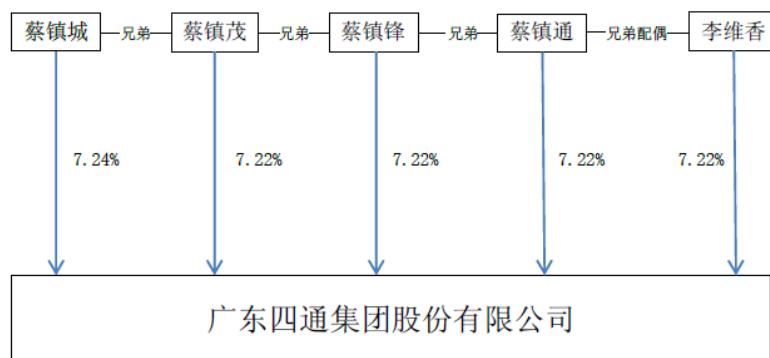 蔡镇城 兄弟 蔡镇茂 兄弟 蔡镇锋 兄弟 蔡镇通 兄弟配偶 李维香
7.24% 7.22% 7.22% 7.22% 7.22%
广东四通集团股份有限公司